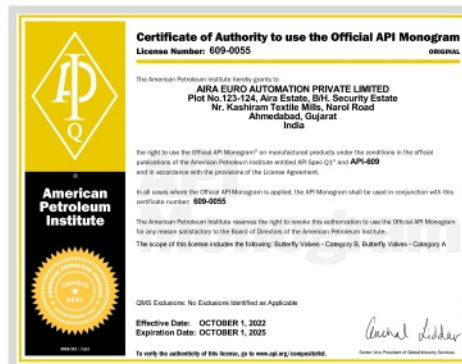 Certificate of Authority to use the Official API Monogram
License Number: 609-0055
ORIGINAL
The American Petroleum Institute hereby grants to
AIRA EURO AUTOMATION PRIVATE LIMITED
Plot No.123-124, Aira Estate, B/H. Security Estate
Nr. Kashiram Textile Mills, Narol Road
Ahmedabad, Gujarat
India
the right to use the Official API Monogram® on manufactured products under the conditions in the official
publications of the American Petroleum Institute entitled API Spec Q1® and API-609
and in accordance with the provisions of the License Agreement.
In all cases where the Official API Monogram is applied, the API Monogram shall be used in conjunction with this
certificate number: 609-0055
The American Petroleum Institute reserves the right to revoke this authorization to use the Official API Monogram
for any reason satisfactory to the Board of Directors of the American Petroleum Institute.
The scope of this license includes the following: Butterfly Valves - Category B, Butterfly Valves - Category A
API
Q
®
American
Petroleum
Institute
QMS Exclusions: No Exclusions Identified as Applicable
Effective Date: OCTOBER 1, 2022
Expiration Date: OCTOBER 1, 2025
To verify the authenticity of this license, go to www.api.org/compositelist.
Senior Vice President of Global Industry Services